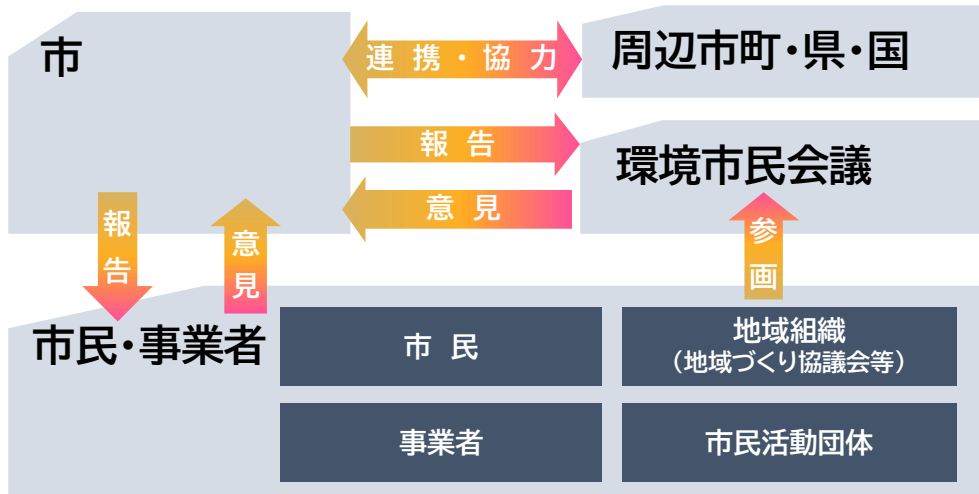 市
連携・協力
周辺市町・県・国
報告
環境市民会議
意見
報告
意見
参画
市民・事業者
市民
地域組織
（地域づくり協議会等）
事業者
市民活動団体